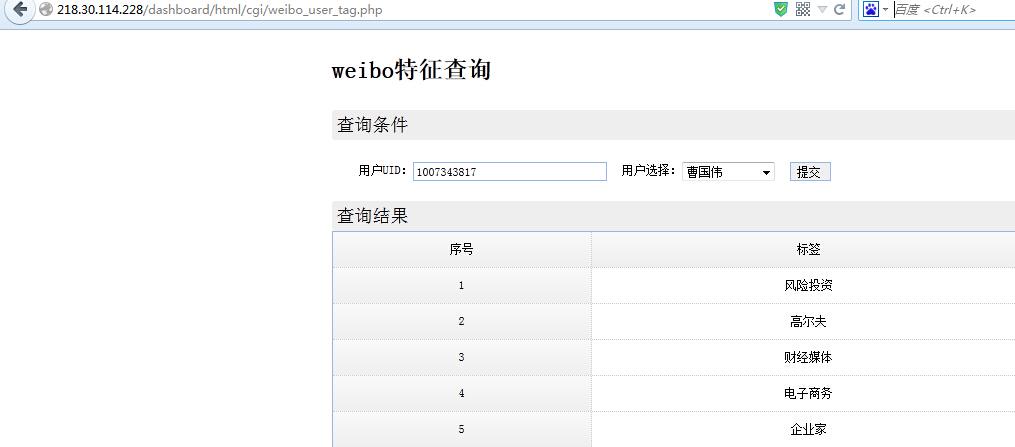 218.30.114.228/dashboard/html/cgi/weibo_user_tag.php 百度 <Ctrl+K>
weibo特征查询
查询条件
用户UID: 1007343817 用户选择: 曹国伟 提交
查询结果
序号 标签
1 风险投资
2 高尔夫
3 财经媒体
4 电子商务
5 企业家